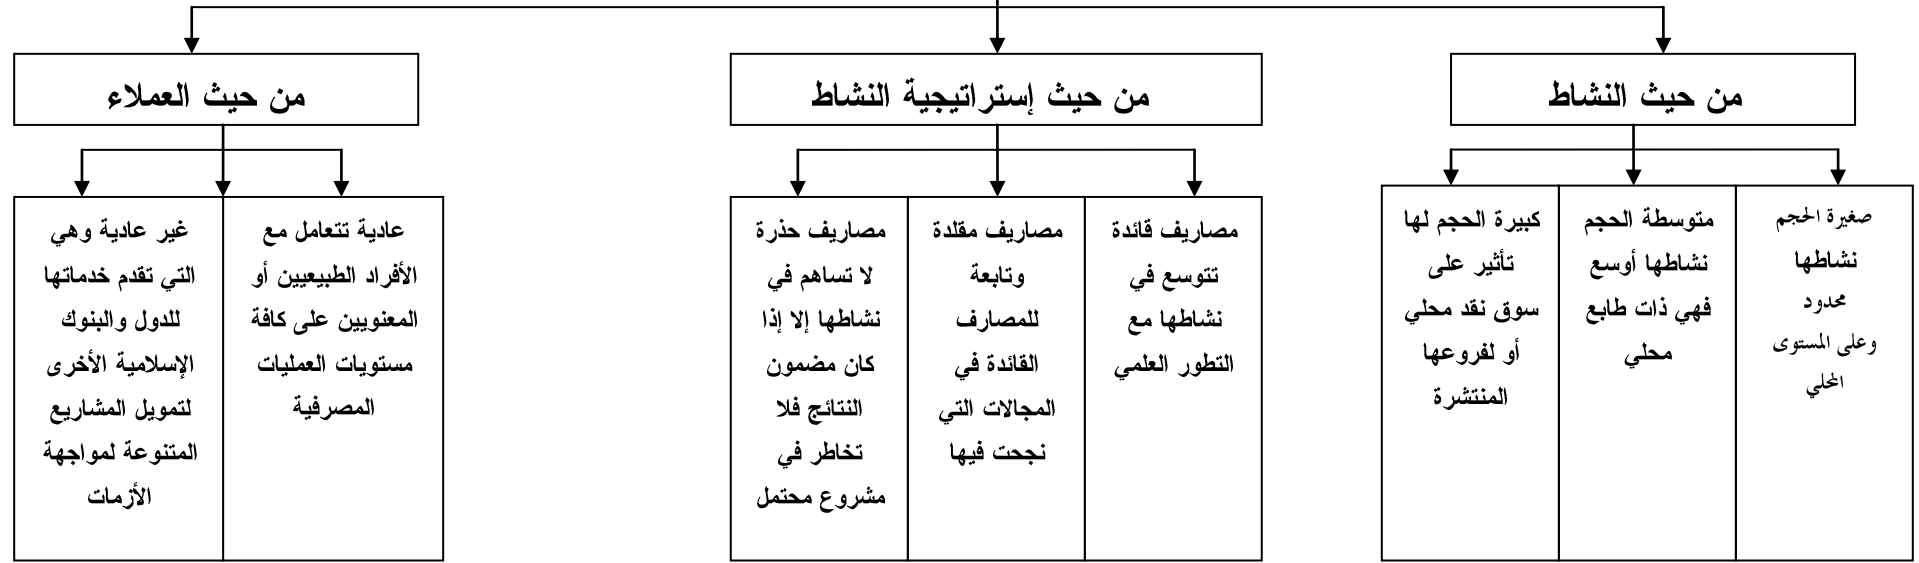 من حيث النشاط
صغيرة الحجم
نشاطها
محدود
وعلى المستوى
المحلي
متوسطة الحجم
نشاطها أوسع
فهي ذات طابع
محلي
كبيرة الحجم لها
تأثير على
سوق نقد محلي
أو لفروعها
المنتشرة
من حيث إستراتيجية النشاط
مصاريف قائدة
تتوسع في
نشاطها مع
التطور العلمي
مصاريف مقلدة
وتابعة
للمصارف
القائدة في
المجالات التي
نجحت فيها
مصاريف حذرة
لا تساهم في
نشاطها إلا إذا
كان مضمون
النتائج فلا
تخاطر في
مشروع محتمل
من حيث العملاء
عادية تتعامل مع
الأفراد الطبيعيين أو
المعنويين على كافة
مستويات العمليات
المصرفية
غير عادية وهي
التي تقدم خدماتها
للدول والبنوك
الإسلامية الأخرى
لتمويل المشاريع
المتنوعة لمواجهة
الأزمات